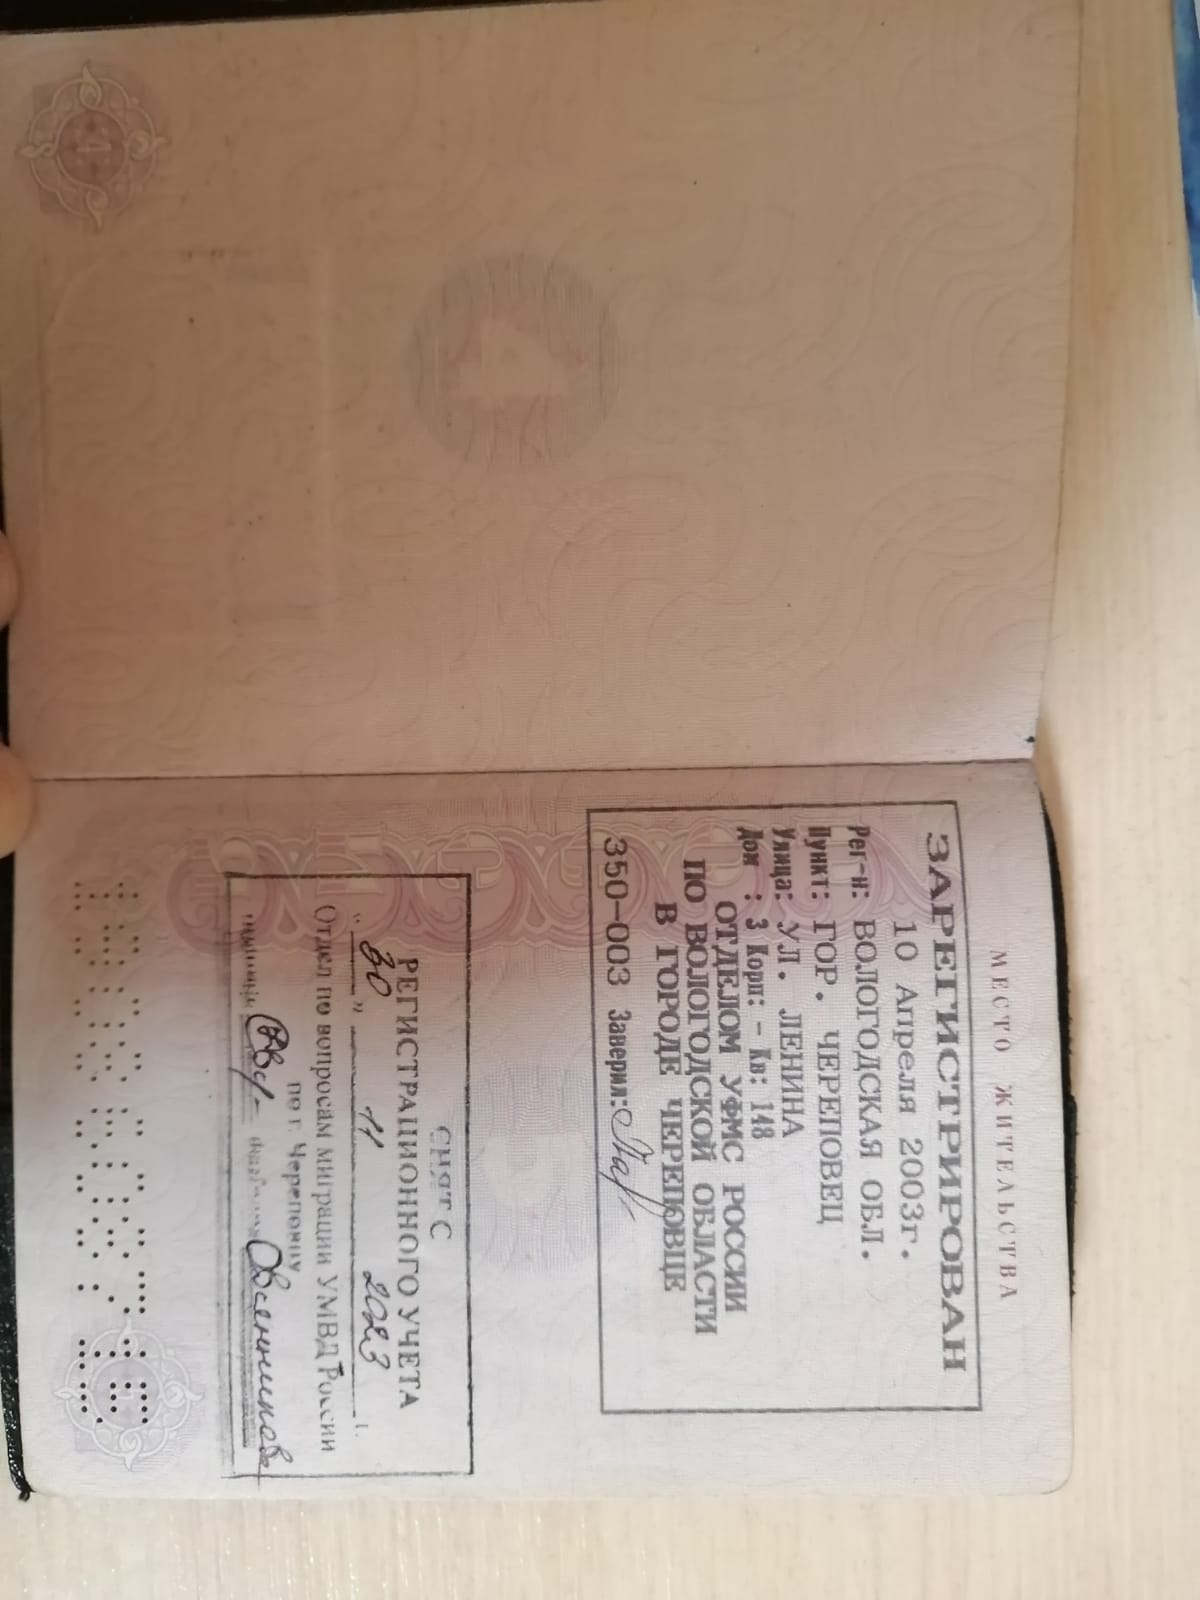 4
МЕСТО ЖИТЕЛЬСТВА
ЗАРЕГИСТРИРОВАН
10 Апреля 2003г.
Рег-н: ВОЛОГОДСКАЯ ОБЛ.
Пункт: ГОР. ЧЕРЕПОВЕЦ
Улица: УЛ. ЛЕНИНА
Дом : 3 Корп: - Кв: 148
ОТДЕЛОМ УФМС РОССИИ
ПО ВОЛОГОДСКОЙ ОБЛАСТИ
В ГОРОДЕ ЧЕРЕПОВЦЕ
350-003 Заверил:
СНЯТ С
РЕГИСТРАЦИОННОГО УЧЕТА
"30" 11 2023 г.
Отдел по вопросам миграции УМВД России
по г. Череповцу
Овсянникова